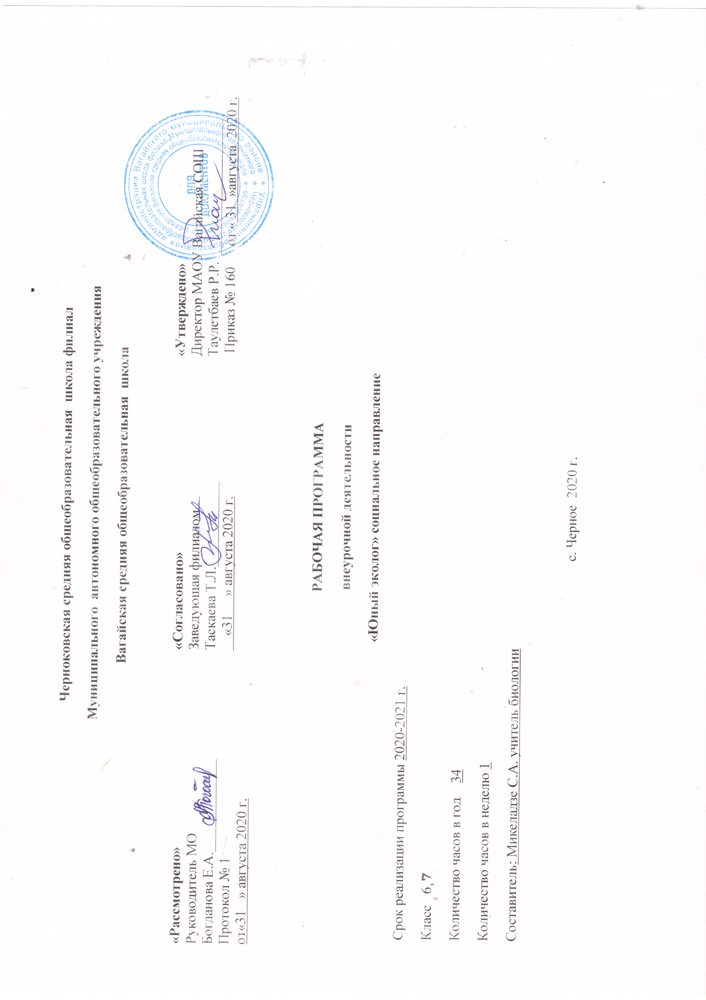 Черноковская средняя общеобразовательная школа филиал
Муниципального автономного общеобразовательного учреждения
Вагайская средняя общеобразовательная школа
«Рассмотрено»
Руководитель МО
Богданова Е.А.
Протокол № 1
от«31 » августа 2020 г.
«Согласовано»
Заведующая филиалом
Таскаева Т.Л.
«31 » августа 2020 г.
«Утверждено»
Директор МАОУ Вагайская СОШ
Таулетбаев Р.Р.
Приказ № 160 от« 31 »августа 2020 г.
Управление образования администрации Вагайского муниципального района
Черноковская средняя общеобразовательная школа филиал Муниципального автономного
общеобразовательного учреждения Вагайская средняя общеобразовательная школа
ДЛЯ
ДОКУМЕНТОВ
РАБОЧАЯ ПРОГРАММА
внеурочной деятельности
«Юный эколог» социальное направление
Срок реализации программы 2020-2021 г.
Класс 6,7
Количество часов в год 34
Количество часов в неделю 1
Составитель: Микеладзе С.А. учитель биологии
с. Черное 2020 г.